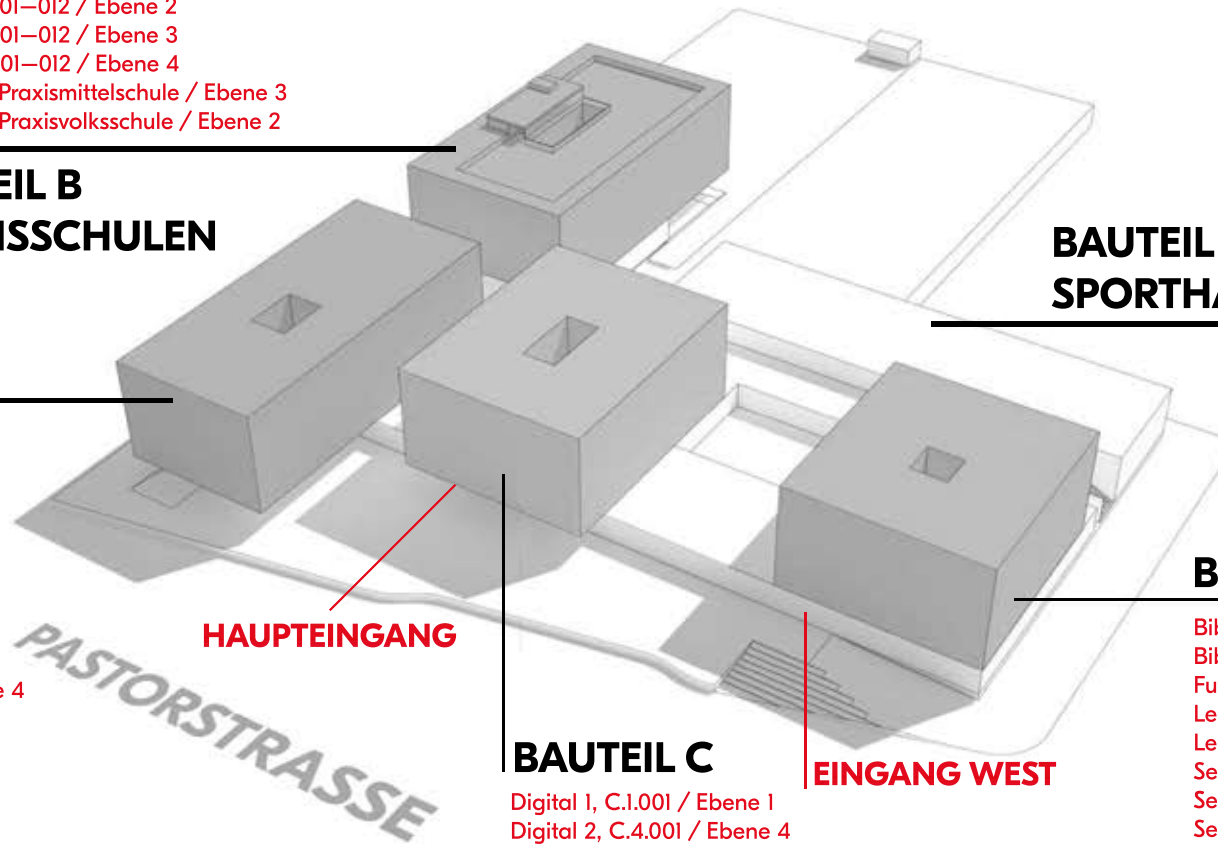 01–012 / Ebene 2
01–012 / Ebene 3
01–012 / Ebene 4
Praxismittelschule / Ebene 3
Praxisvolksschule / Ebene 2
EIL B
ISSCHULEN
BAUTEIL
SPORTHA
HAUPTEINGANG
B
Bib
Bib
Fu
Le
Le
Se
Se
Se
e 4
PASTORSTRASSE
BAUTEIL C
Digital 1, C.1.001 / Ebene 1
Digital 2, C.4.001 / Ebene 4
EINGANG WEST